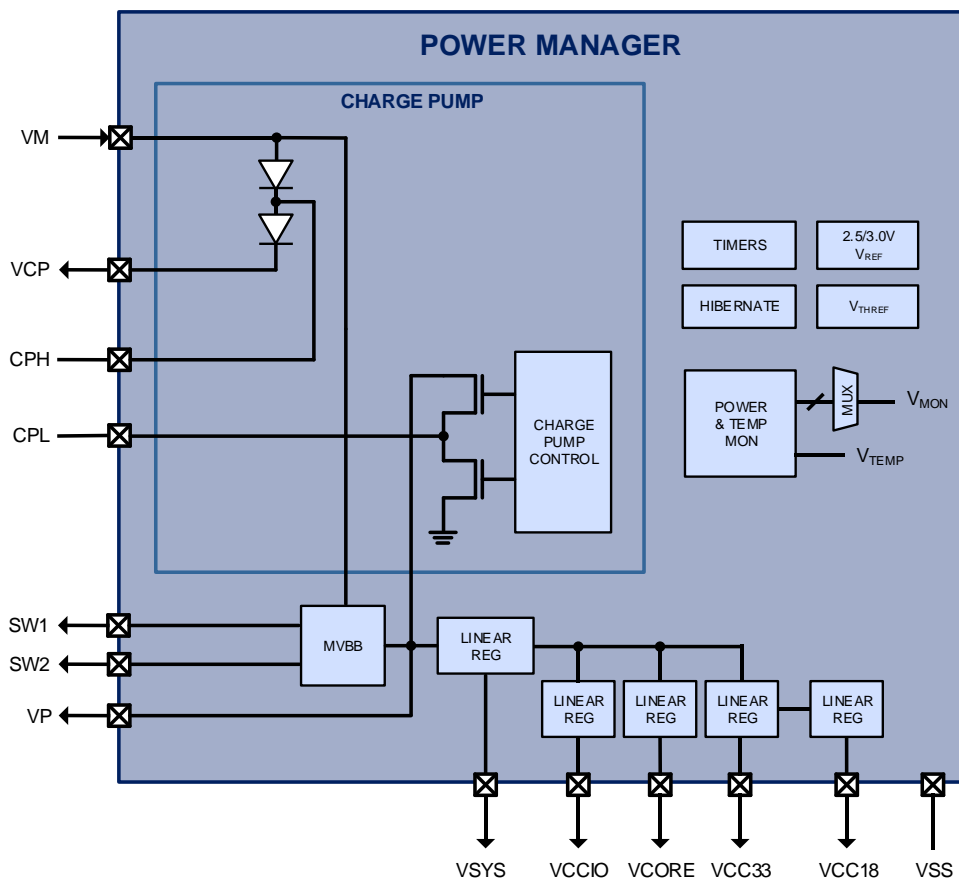 POWER MANAGER
CHARGE PUMP
VM
VCP
CPH
CPL
TIMERS
2.5/3.0V
VREF
HIBERNATE
VTHREF
CHARGE
PUMP
CONTROL
POWER
& TEMP
MON
MUX
VMON
VTEMP
SW1
SW2
VP
MVBB
LINEAR
REG
LINEAR
REG
LINEAR
REG
LINEAR
REG
LINEAR
REG
VSYS
VCCIO
VCORE
VCC33
VCC18
VSS